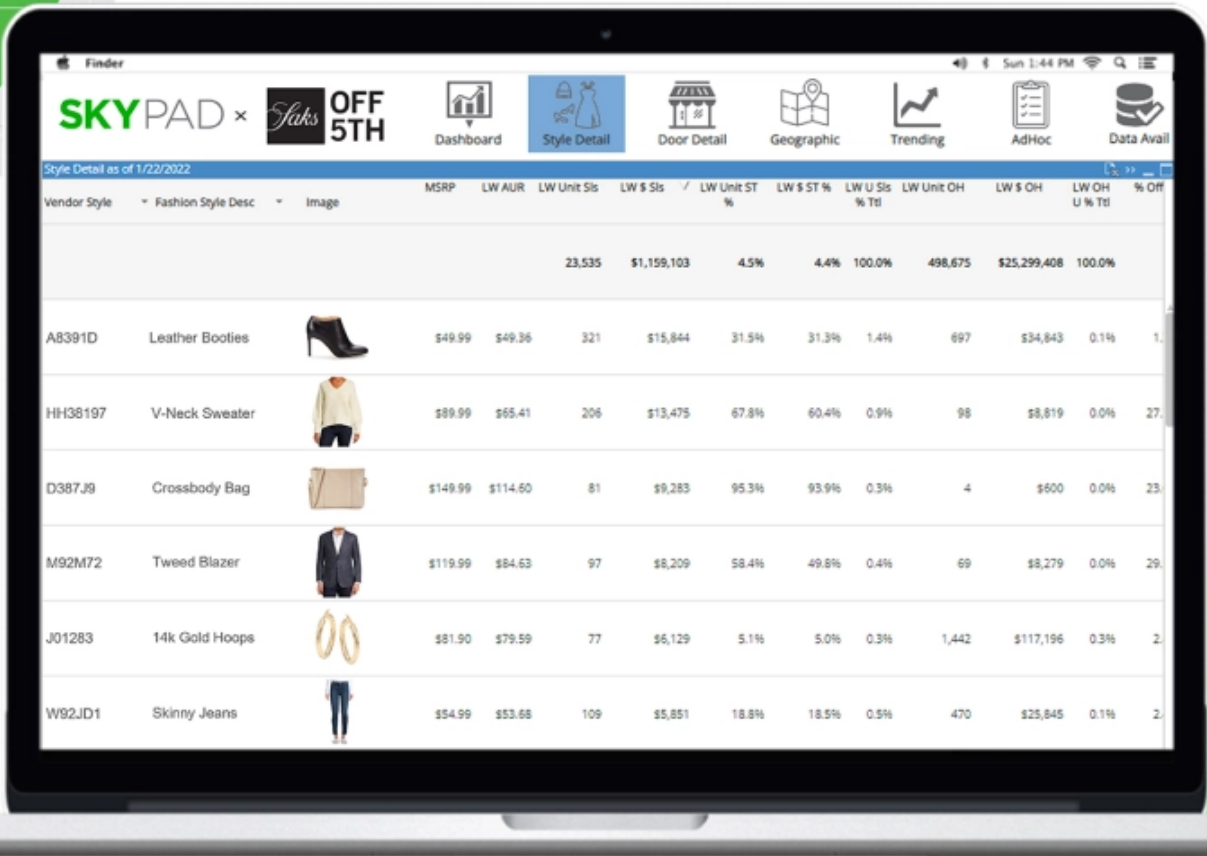 Finder
Sun 1:44 PM
SKYPAD × Saks OFF 5TH
Dashboard
Style Detail
Door Detail
Geographic
Trending
AdHoc
Data Avail
Style Detail as of 1/22/2022
Vendor Style Fashion Style Desc Image MSRP LW AUR LW Unit Sls LW $ Sls LW Unit ST % LW $ ST % LW U Sls % Ttl LW Unit OH LW $ OH LW OH U % Ttl % Off
23,535 $1,159,103 4.5% 4.4% 100.0% 498,675 $25,299,408 100.0%
A8391D Leather Booties $49.99 $49.36 321 $15,844 31.5% 31.3% 1.4% 697 $34,843 0.1% 1.
HH38197 V-Neck Sweater $89.99 $65.41 206 $13,475 67.8% 60.4% 0.9% 98 $8,819 0.0% 27.
D387J9 Crossbody Bag $149.99 $114.60 81 $9,283 95.3% 93.9% 0.3% 4 $600 0.0% 23.
M92M72 Tweed Blazer $119.99 $84.63 97 $8,209 58.4% 49.8% 0.4% 69 $8,279 0.0% 29.
J01283 14k Gold Hoops $81.90 $79.59 77 $6,129 5.1% 5.0% 0.3% 1,442 $117,196 0.3% 2.
W92JD1 Skinny Jeans $54.99 $53.68 109 $5,851 18.8% 18.5% 0.5% 470 $25,845 0.1% 2.